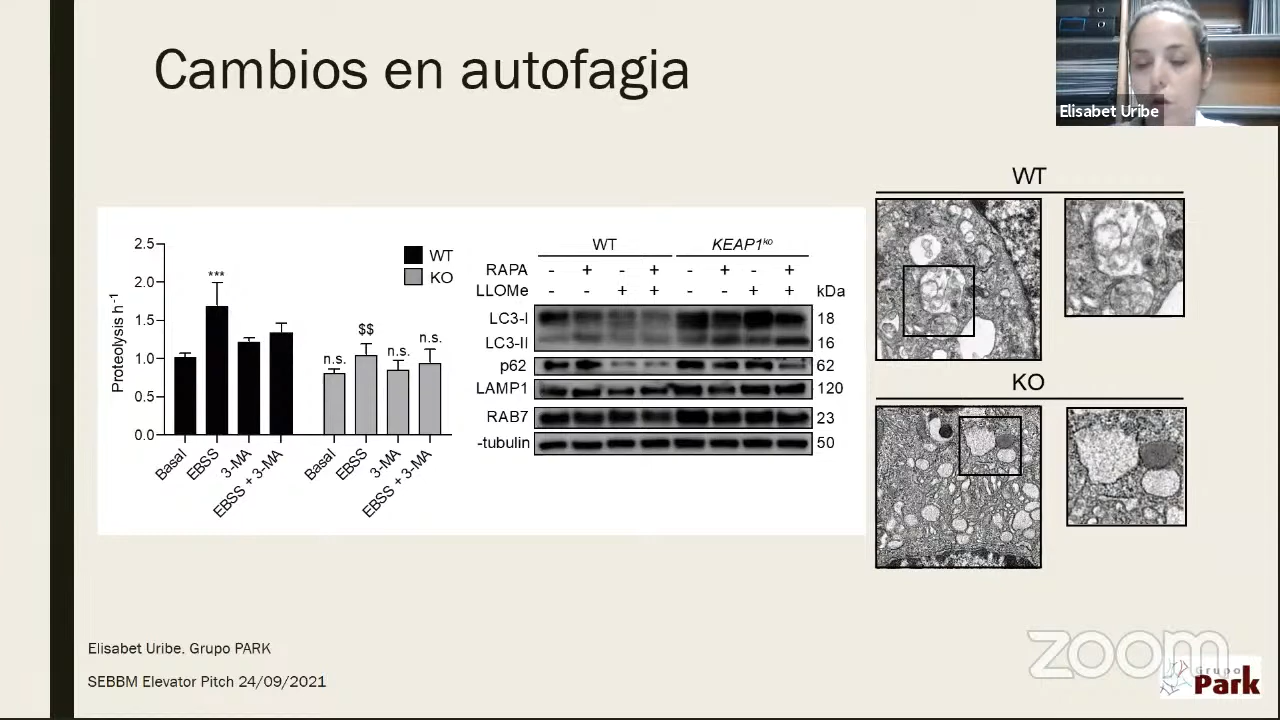 Cambios en autofagia
Elisabet Uribe
2.5
2.0
1.5
1.0
0.5
0.0
Proteolysis h-1
***
n.s.
$$
n.s.
n.s.
WT
KO
Basal
EBSS
3-MA
EBSS + 3-MA
Basal
EBSS
3-MA
EBSS + 3-MA
WT KEAP1ko
RAPA - + - + - + - +
LLOMe - - + + - - + + kDa
LC3-I 18
LC3-II 16
p62 62
LAMP1 120
RAB7 23
-tubulin 50
WT
KO
Elisabet Uribe. Grupo PARK
SEBBM Elevator Pitch 24/09/2021
zoom
Grupo
Park